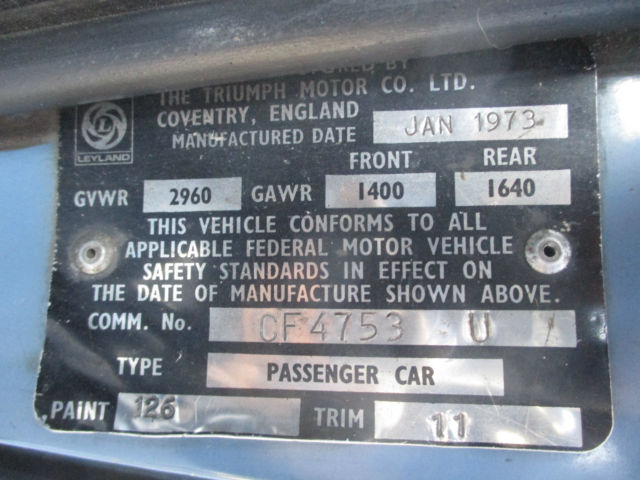 BY
THE TRIUMPH MOTOR CO. LTD.
COVENTRY, ENGLAND
MANUFACTURED DATE JAN 1973
L
LEYLAND
FRONT REAR
GVWR 2960 GAWR 1400 1640
THIS VEHICLE CONFORMS TO ALL
APPLICABLE FEDERAL MOTOR VEHICLE
SAFETY STANDARDS IN EFFECT ON
THE DATE OF MANUFACTURE SHOWN ABOVE.
COMM. No. CF4753 U /
TYPE PASSENGER CAR
PAINT 126 TRIM 11